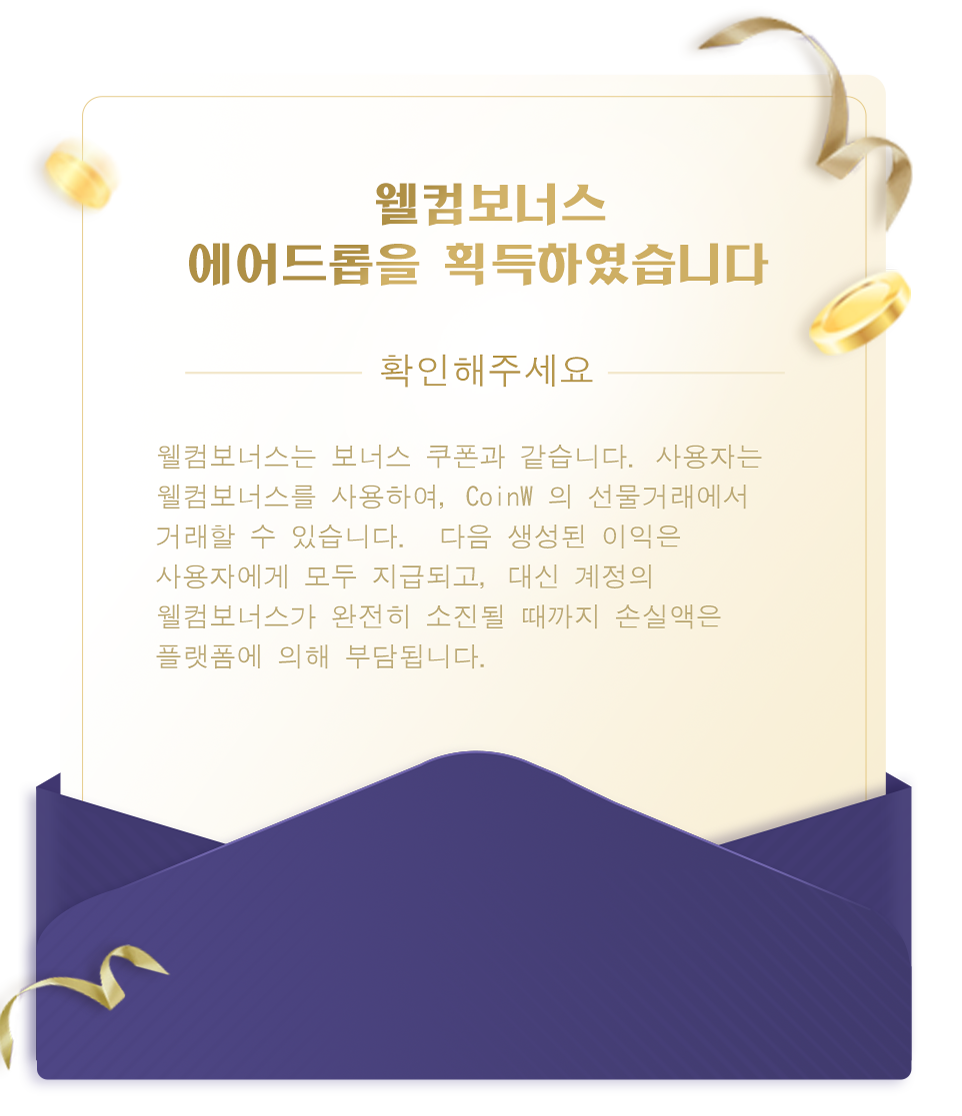 웰컴보너스
에어드롭을 획득하였습니다
확인해주세요
웰컴보너스는 보너스 쿠폰과 같습니다. 사용자는
웰컴보너스를 사용하여, CoinW 의 선물거래에서
거래할 수 있습니다. 다음 생성된 이익은
사용자에게 모두 지급되고, 대신 계정의
웰컴보너스가 완전히 소진될 때까지 손실액은
플랫폼에 의해 부담됩니다.